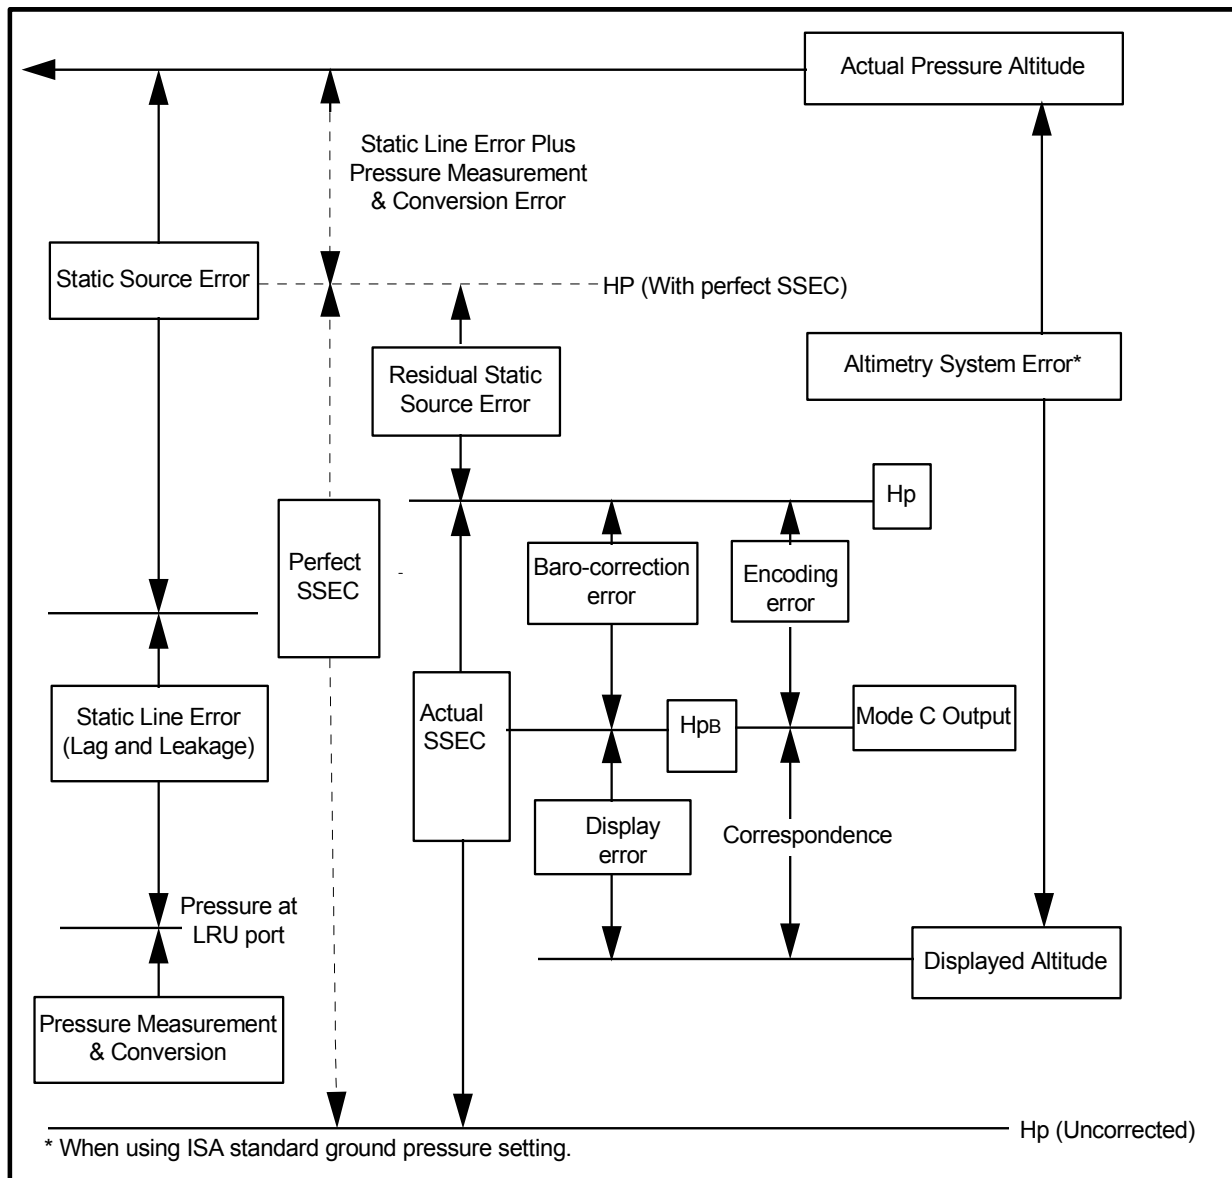 Actual Pressure Altitude
Static Line Error Plus
Pressure Measurement
& Conversion Error
Static Source Error
HP (With perfect SSEC)
Residual Static
Source Error
Altimetry System Error*
Hp
Perfect
SSEC
Baro-correction
error
Encoding
error
Static Line Error
(Lag and Leakage)
Actual
SSEC
HpB
Mode C Output
Display
error
Correspondence
Pressure at
LRU port
Displayed Altitude
Pressure Measurement
& Conversion
Hp (Uncorrected)
* When using ISA standard ground pressure setting.